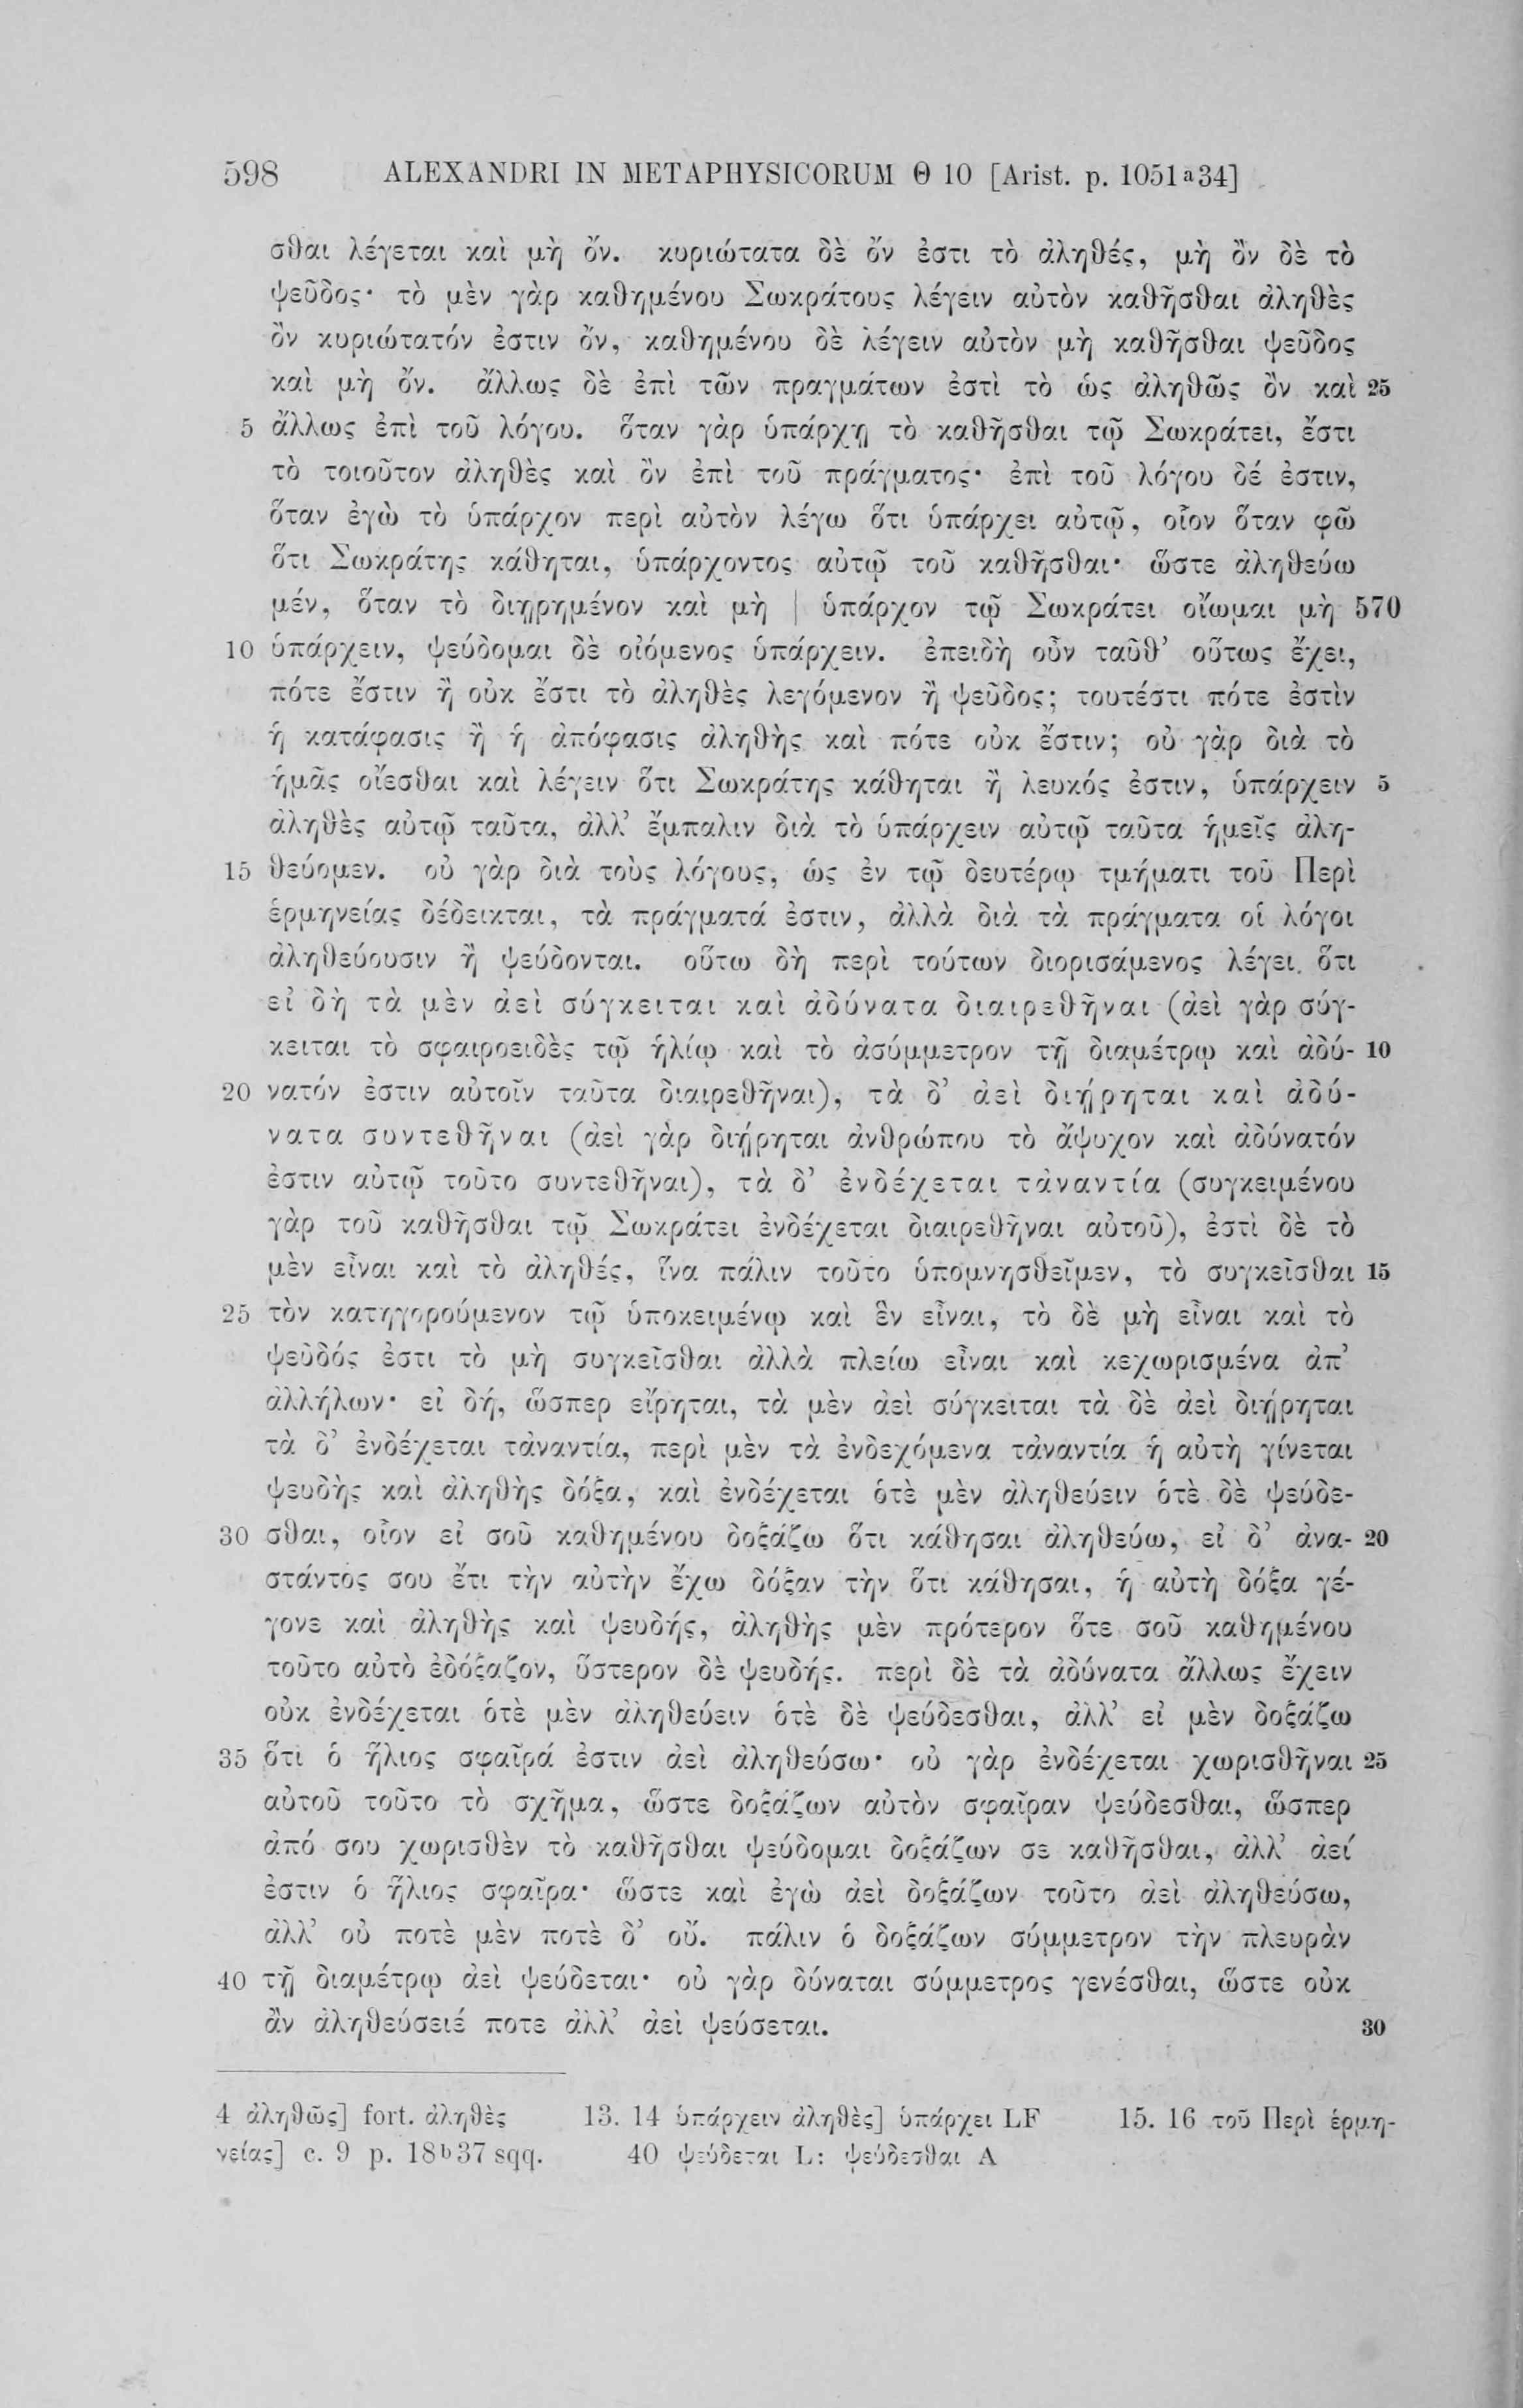 598 ALEXANDRI IN METAPHYSICORUM Θ 10 [Arist. p. 1051ᵃ34]
σθαι λέγεται καὶ μὴ ὄν. κυριώτατα δὲ ὄν ἐστι τὸ ἀληθές, μὴ ὂν δὲ τὸ
ψεῦδος· τὸ μὲν γὰρ καθημένου Σωκράτους λέγειν αὐτὸν καθῆσθαι ἀληθὲς
ὂν κυριώτατόν ἐστιν ὄν, καθημένου δὲ λέγειν αὐτὸν μὴ καθῆσθαι ψεῦδος
καὶ μὴ ὄν. ἄλλως δὲ ἐπὶ τῶν πραγμάτων ἐστὶ τὸ ὡς ἀληθῶς ὂν καὶ 25
5 ἄλλως ἐπὶ τοῦ λόγου. ὅταν γὰρ ὑπάρχῃ τὸ καθῆσθαι τῷ Σωκράτει, ἔστι
τὸ τοιοῦτον ἀληθὲς καὶ ὂν ἐπὶ τοῦ πράγματος· ἐπὶ τοῦ λόγου δέ ἐστιν,
ὅταν ἐγὼ τὸ ὑπάρχον περὶ αὐτὸν λέγω ὅτι ὑπάρχει αὐτῷ, οἷον ὅταν φῶ
ὅτι Σωκράτης κάθηται, ὑπάρχοντος αὐτῷ τοῦ καθῆσθαι· ὥστε ἀληθεύω
μέν, ὅταν τὸ διῃρημένον καὶ μὴ | ὑπάρχον τῷ Σωκράτει οἴωμαι μὴ 570
10 ὑπάρχειν, ψεύδομαι δὲ οἰόμενος ὑπάρχειν. ἐπειδὴ οὖν ταῦθ’ οὕτως ἔχει,
πότε ἔστιν ἢ οὐκ ἔστι τὸ ἀληθὲς λεγόμενον ἢ ψεῦδος; τουτέστι πότε ἐστὶν
ἡ κατάφασις ἢ ἡ ἀπόφασις ἀληθὴς καὶ πότε οὐκ ἔστιν; οὐ γὰρ διὰ τὸ
ἡμᾶς οἴεσθαι καὶ λέγειν ὅτι Σωκράτης κάθηται ἢ λευκός ἐστιν, ὑπάρχειν 5
ἀληθὲς αὐτῷ ταῦτα, ἀλλ’ ἔμπαλιν διὰ τὸ ὑπάρχειν αὐτῷ ταῦτα ἡμεῖς ἀλη-
15 θεύομεν. οὐ γὰρ διὰ τοὺς λόγους, ὡς ἐν τῷ δευτέρῳ τμήματι τοῦ Περὶ
ἑρμηνείας δέδεικται, τὰ πράγματά ἐστιν, ἀλλὰ διὰ τὰ πράγματα οἱ λόγοι
ἀληθεύουσιν ἢ ψεύδονται. οὕτω δὴ περὶ τούτων διορισάμενος λέγει ὅτι
εἰ δὴ τὰ μὲν ἀεὶ σύγκειται καὶ ἀδύνατα διαιρεθῆναι (ἀεὶ γὰρ σύγ-
κειται τὸ σφαιροειδὲς τῷ ἡλίῳ καὶ τὸ ἀσύμμετρον τῇ διαμέτρῳ καὶ ἀδύ- 10
20 νατόν ἐστιν αὐτοῖν ταῦτα διαιρεθῆναι), τὰ δ’ ἀεὶ διῄρηται καὶ ἀδύ-
νατα συντεθῆναι (ἀεὶ γὰρ διῄρηται ἀνθρώπου τὸ ἄψυχον καὶ ἀδύνατόν
ἐστιν αὐτῷ τοῦτο συντεθῆναι), τὰ δ’ ἐνδέχεται τἀναντία (συγκειμένου
γὰρ τοῦ καθῆσθαι τῷ Σωκράτει ἐνδέχεται διαιρεθῆναι αὐτοῦ), ἐστὶ δὲ τὸ
μὲν εἶναι καὶ τὸ ἀληθές, ἵνα πάλιν τοῦτο ὑπομνησθεῖμεν, τὸ συγκεῖσθαι 15
25 τὸν κατηγορούμενον τῷ ὑποκειμένῳ καὶ ἓν εἶναι, τὸ δὲ μὴ εἶναι καὶ τὸ
ψεῦδός ἐστι τὸ μὴ συγκεῖσθαι ἀλλὰ πλείω εἶναι καὶ κεχωρισμένα ἀπ’
ἀλλήλων· εἰ δή, ὥσπερ εἴρηται, τὰ μὲν ἀεὶ σύγκειται τὰ δὲ ἀεὶ διῄρηται
τὰ δ’ ἐνδέχεται τἀναντία, περὶ μὲν τὰ ἐνδεχόμενα τἀναντία ἡ αὐτὴ γίνεται
ψευδὴς καὶ ἀληθὴς δόξα, καὶ ἐνδέχεται ὁτὲ μὲν ἀληθεύειν ὁτὲ δὲ ψεύδε-
30 σθαι, οἷον εἰ σοῦ καθημένου δοξάζω ὅτι κάθησαι ἀληθεύω, εἰ δ’ ἀνα- 20
στάντος σου ἔτι τὴν αὐτὴν ἔχω δόξαν τὴν ὅτι κάθησαι, ἡ αὐτὴ δόξα γέ-
γονε καὶ ἀληθὴς καὶ ψευδής, ἀληθὴς μὲν πρότερον ὅτε σοῦ καθημένου
τοῦτο αὐτὸ ἐδόξαζον, ὕστερον δὲ ψευδής. περὶ δὲ τὰ ἀδύνατα ἄλλως ἔχειν
οὐκ ἐνδέχεται ὁτὲ μὲν ἀληθεύειν ὁτὲ δὲ ψεύδεσθαι, ἀλλ’ εἰ μὲν δοξάζω
35 ὅτι ὁ ἥλιος σφαῖρά ἐστιν ἀεὶ ἀληθεύσω· οὐ γὰρ ἐνδέχεται χωρισθῆναι 25
αὐτοῦ τοῦτο τὸ σχῆμα, ὥστε δοξάζων αὐτὸν σφαῖραν ψεύδεσθαι, ὥσπερ
ἀπό σου χωρισθὲν τὸ καθῆσθαι ψεύδομαι δοξάζων σε καθῆσθαι, ἀλλ’ ἀεί
ἐστιν ὁ ἥλιος σφαῖρα· ὥστε καὶ ἐγὼ ἀεὶ δοξάζων τοῦτο ἀεὶ ἀληθεύσω,
ἀλλ’ οὐ ποτὲ μὲν ποτὲ δ’ οὔ. πάλιν ὁ δοξάζων σύμμετρον τὴν πλευρὰν
40 τῇ διαμέτρῳ ἀεὶ ψεύδεται· οὐ γὰρ δύναται σύμμετρος γενέσθαι, ὥστε οὐκ
ἂν ἀληθεύσειέ ποτε ἀλλ’ ἀεὶ ψεύσεται. 30
4 ἀληθῶς] fort. ἀληθὲς 13. 14 ὑπάρχειν ἀληθὲς] ὑπάρχει LF 15. 16 τοῦ Περὶ ἑρμη-
νείας] c. 9 p. 18ᵇ37 sqq. 40 ψεύδεται L: ψεύδεσθαι A